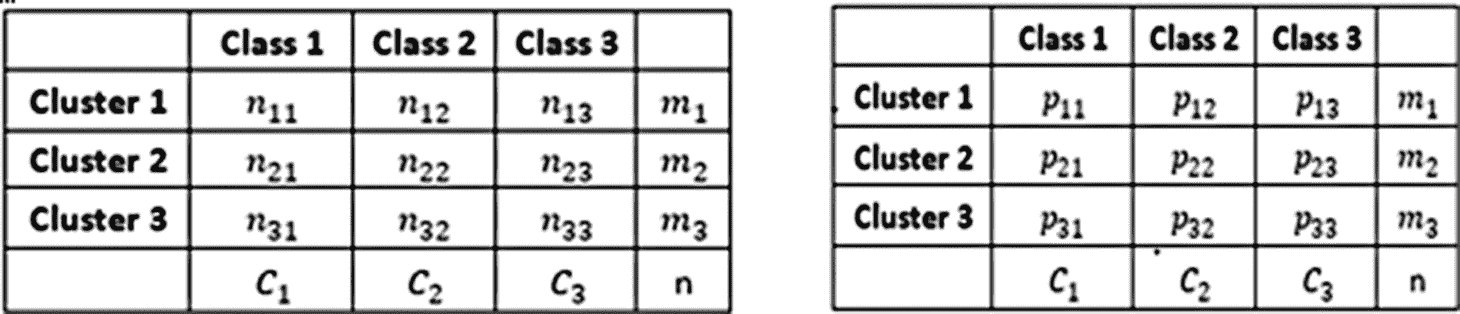 Class 1 Class 2 Class 3
Cluster 1 n₁₁ n₁₂ n₁₃ m₁
Cluster 2 n₂₁ n₂₂ n₂₃ m₂
Cluster 3 n₃₁ n₃₂ n₃₃ m₃
C₁ C₂ C₃ n
Class 1 Class 2 Class 3
Cluster 1 p₁₁ p₁₂ p₁₃ m₁
Cluster 2 p₂₁ p₂₂ p₂₃ m₂
Cluster 3 p₃₁ p₃₂ p₃₃ m₃
C₁ C₂ C₃ n